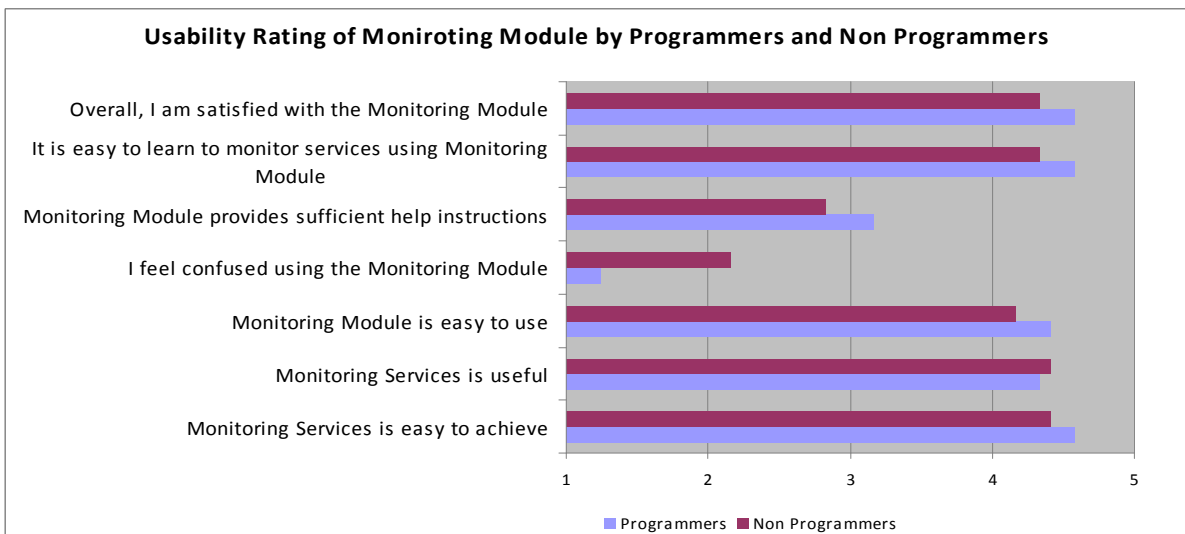 Usability Rating of Moniroting Module by Programmers and Non Programmers
Overall, I am satisfied with the Monitoring Module
It is easy to learn to monitor services using Monitoring
Module
Monitoring Module provides sufficient help instructions
I feel confused using the Monitoring Module
Monitoring Module is easy to use
Monitoring Services is useful
Monitoring Services is easy to achieve
1 2 3 4 5
Programmers Non Programmers